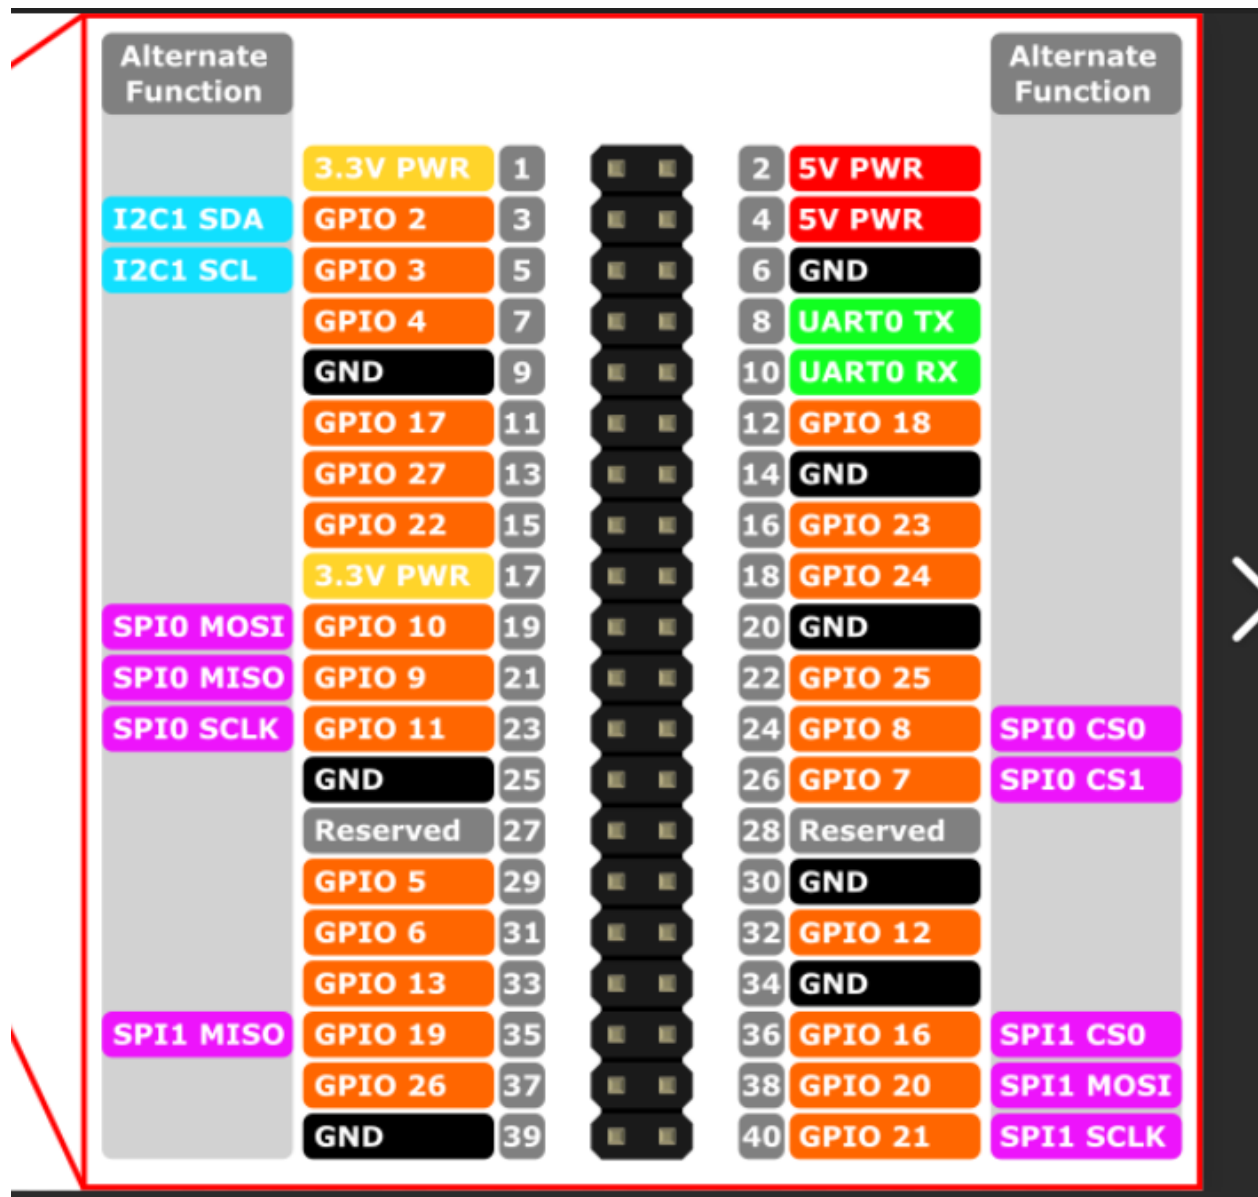 Alternate
Function
Alternate
Function
3.3V PWR 1 2 5V PWR
I2C1 SDA GPIO 2 3 4 5V PWR
I2C1 SCL GPIO 3 5 6 GND
GPIO 4 7 8 UART0 TX
GND 9 10 UART0 RX
GPIO 17 11 12 GPIO 18
GPIO 27 13 14 GND
GPIO 22 15 16 GPIO 23
3.3V PWR 17 18 GPIO 24
SPI0 MOSI GPIO 10 19 20 GND
SPI0 MISO GPIO 9 21 22 GPIO 25
SPI0 SCLK GPIO 11 23 24 GPIO 8 SPI0 CS0
GND 25 26 GPIO 7 SPI0 CS1
Reserved 27 28 Reserved
GPIO 5 29 30 GND
GPIO 6 31 32 GPIO 12
GPIO 13 33 34 GND
SPI1 MISO GPIO 19 35 36 GPIO 16 SPI1 CS0
GPIO 26 37 38 GPIO 20 SPI1 MOSI
GND 39 40 GPIO 21 SPI1 SCLK